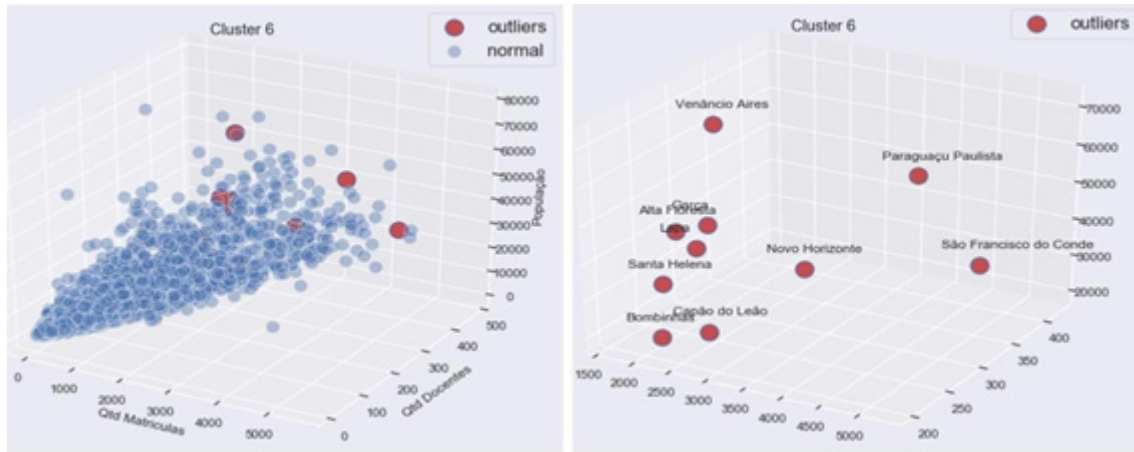 Cluster 6
outliers
normal
80000
70000
60000
50000
40000
30000
20000
10000
0
População
500
400
300
200
100
0
Qtd Docentes
0
1000
2000
3000
4000
5000
Qtd Matriculas
Cluster 6
outliers
Venâncio Aires
Paraguaçu Paulista
Garça
Alta Floresta
Lapa
Novo Horizonte
São Francisco do Conde
Santa Helena
Bombinhas
Capão do Leão
70000
60000
50000
40000
30000
20000
400
350
300
250
200
1500
2000
2500
3000
3500
4000
4500
5000